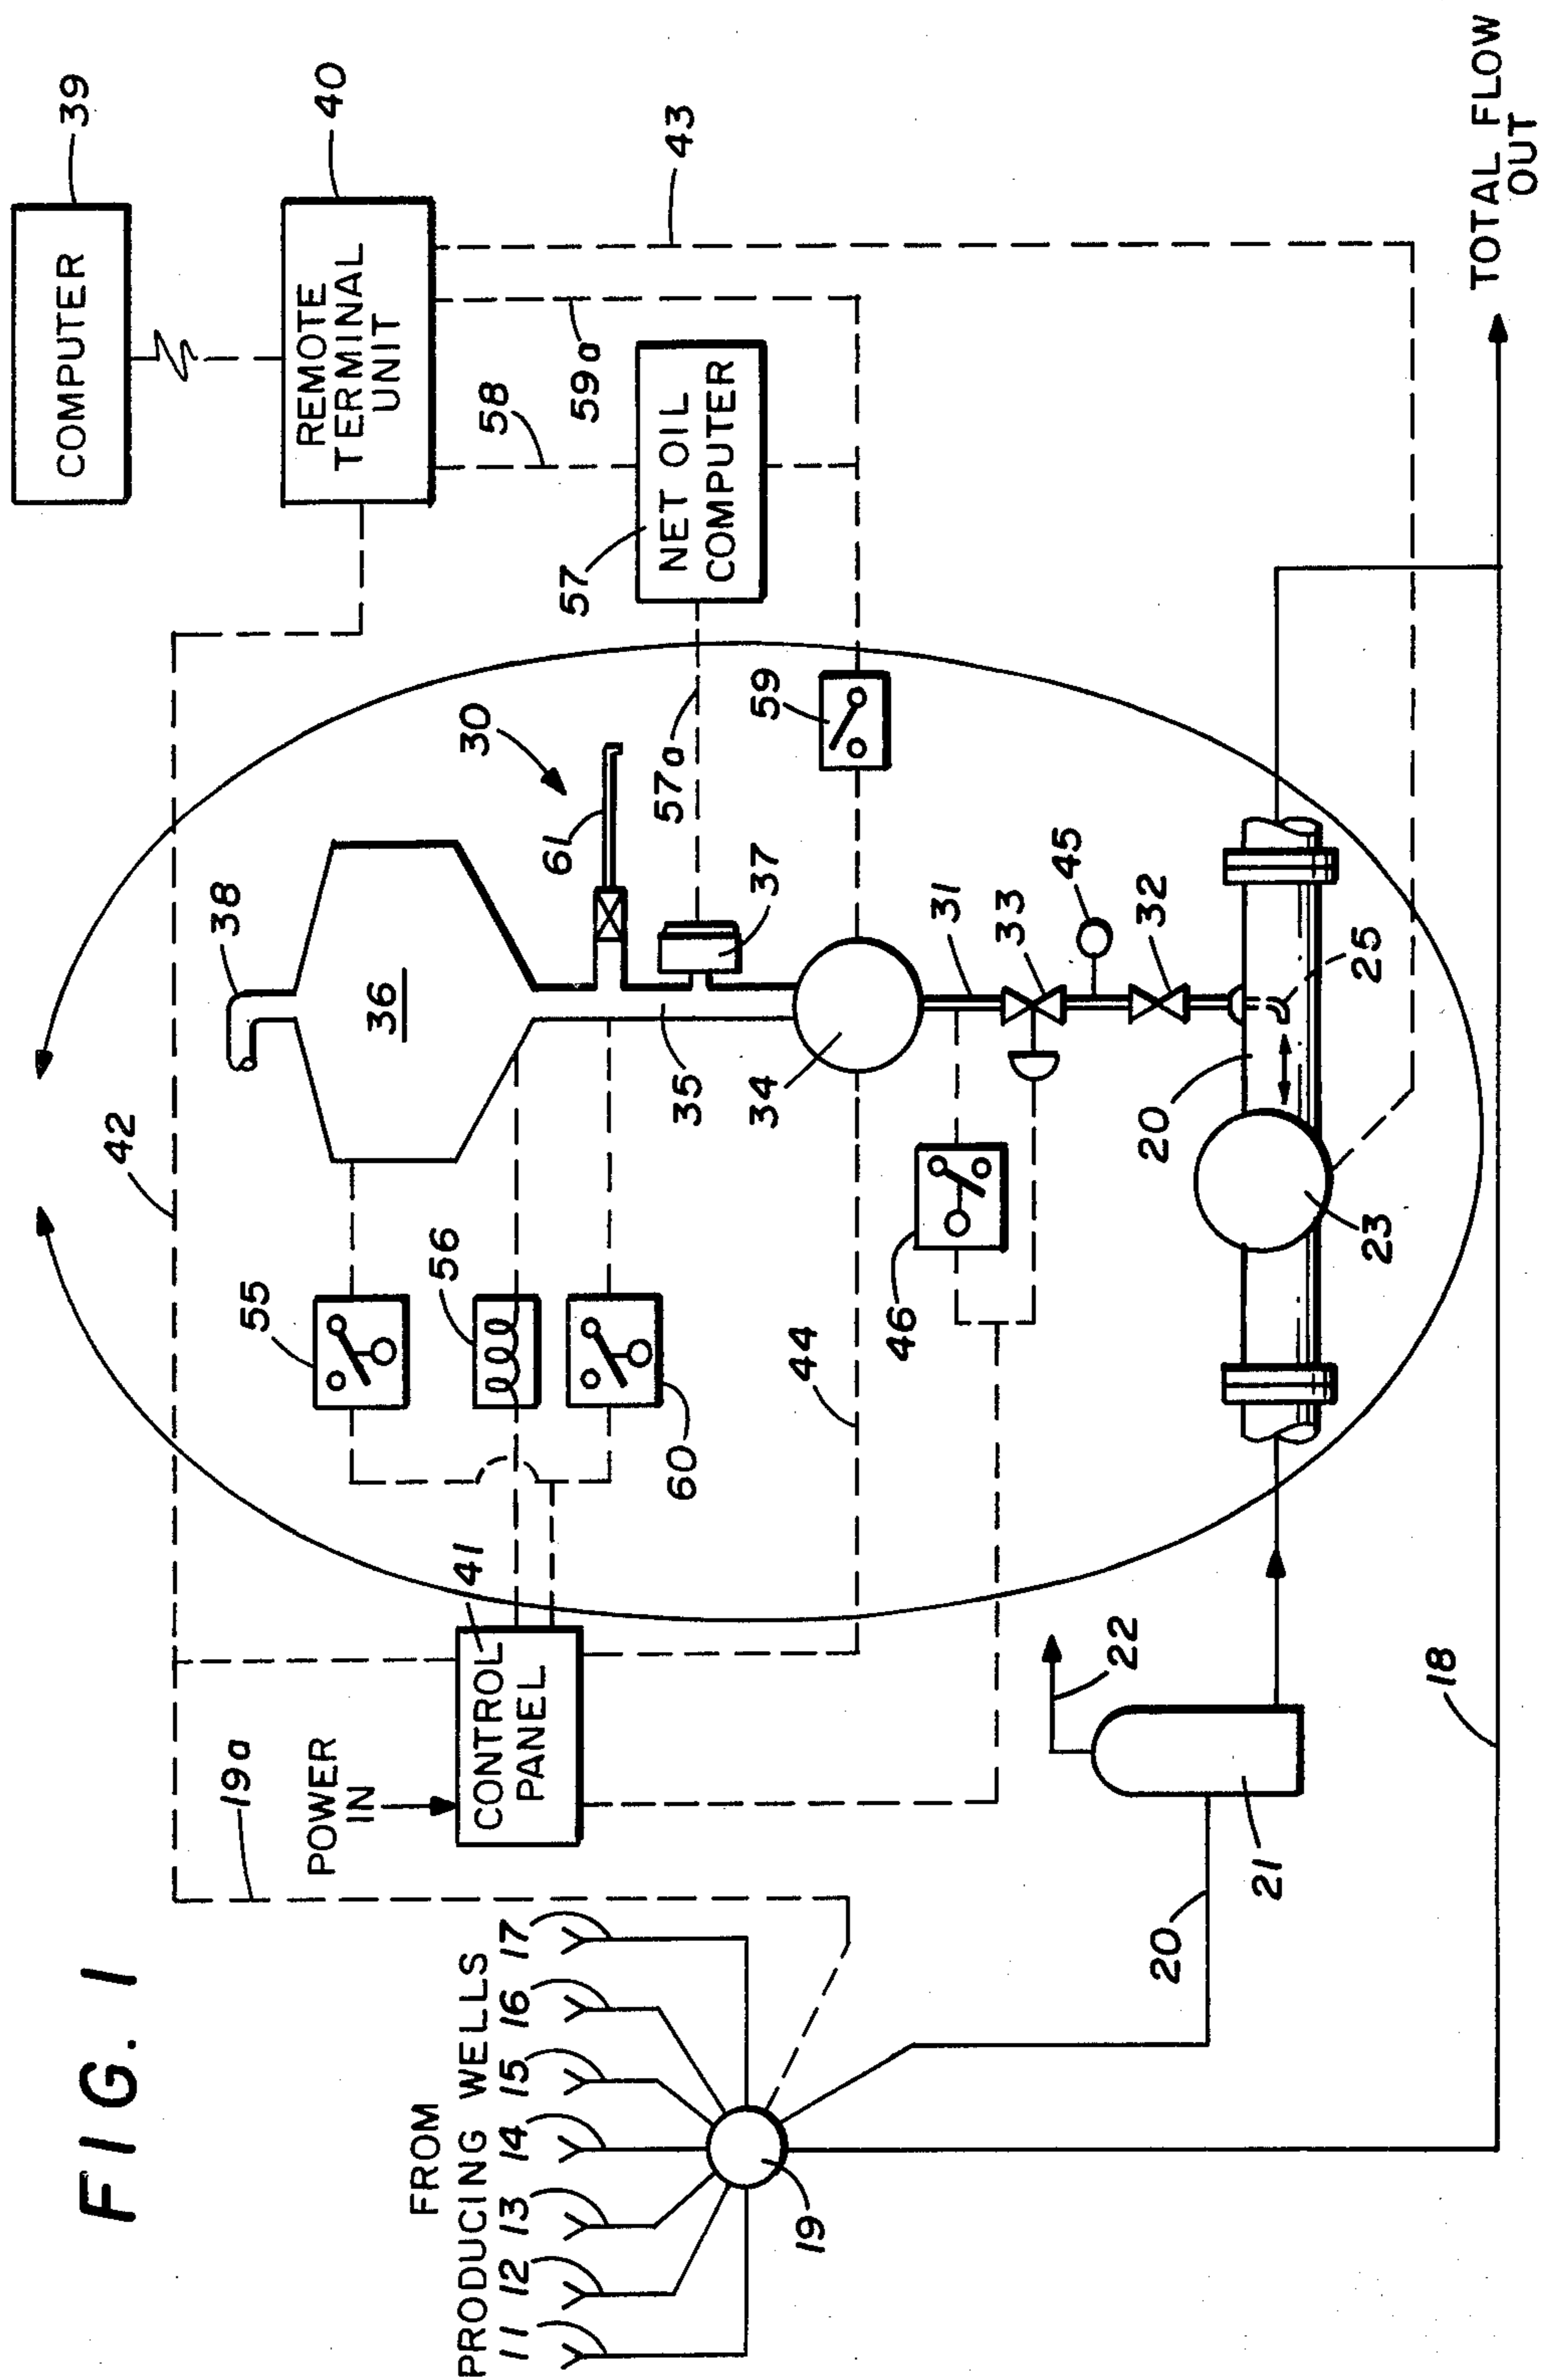 FIG. 1
COMPUTER
39
REMOTE
TERMINAL
UNIT
40
42
43
19a
POWER
IN
CONTROL
PANEL
41
55
56
60
38
36
30
61
58
59a
57
NET OIL
COMPUTER
57a
59
37
35
34
44
31
33
45
32
46
25
20
23
FROM
PRODUCING WELLS
11 12 13 14 15 16 17
19
20
21
22
18
TOTAL FLOW
OUT